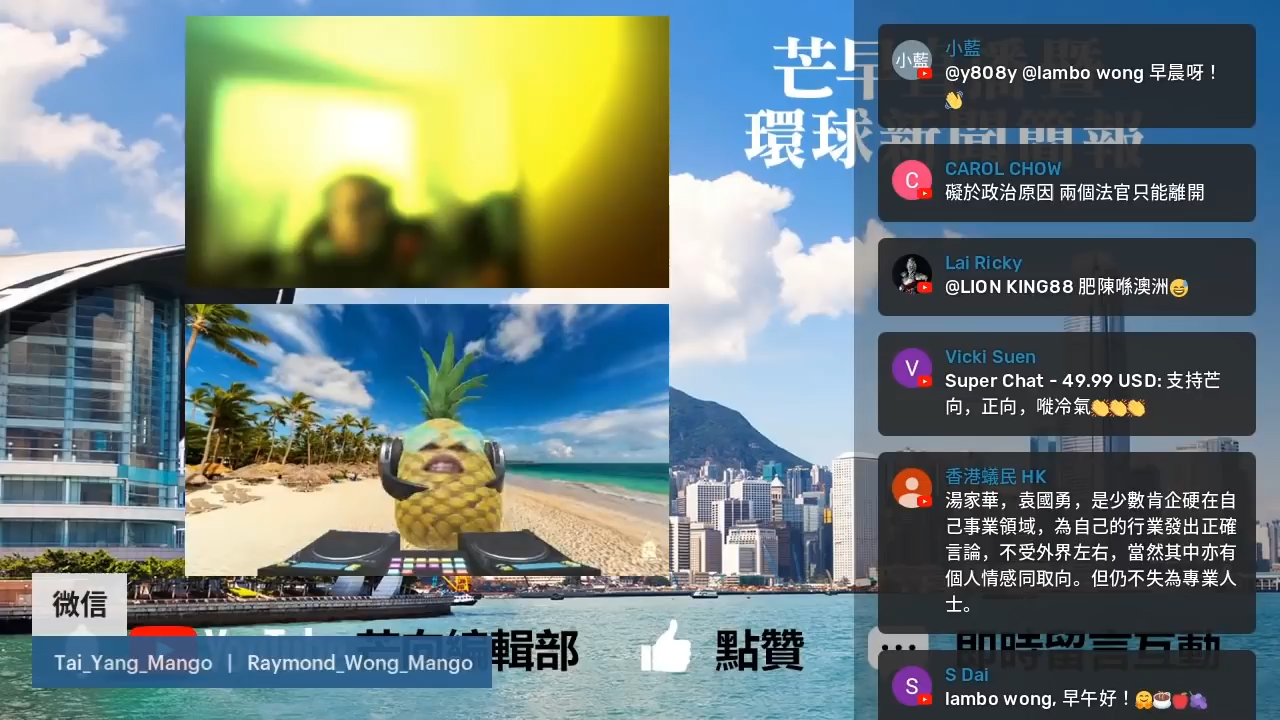 芒早
環球新聞簡報
小藍
小藍
@y808y @lambo wong 早晨呀！
👋
C
CAROL CHOW
礙於政治原因 兩個法官只能離開
Lai Ricky
@LION KING88 肥陳喺澳洲😅
V
Vicki Suen
Super Chat - 49.99 USD: 支持芒
向，正向，嘥冷氣👏👏👏
香港蟻民 HK
湯家華，袁國勇，是少數肯企硬在自
己事業領域，為自己的行業發出正確
言論，不受外界左右，當然其中亦有
個人情感同取向。但仍不失為專業人
士。
S
S Dai
lambo wong, 早午好！🤗☕🍎🍇
微信
Tai_Yang_Mango | Raymond_Wong_Mango
YouTube 芒向編輯部
點贊
即時留言互動